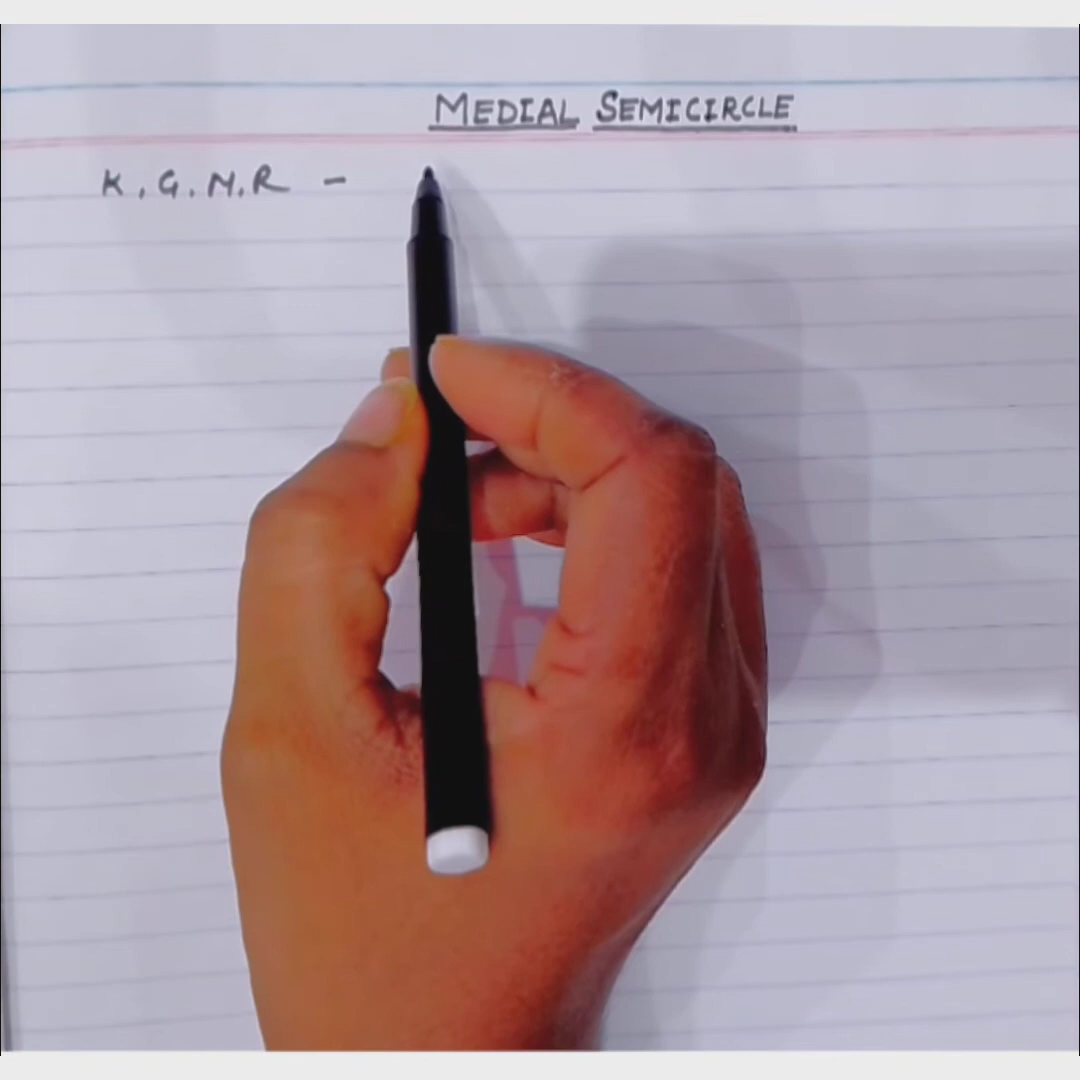 MEDIAL SEMICIRCLE
K, G, N, R -